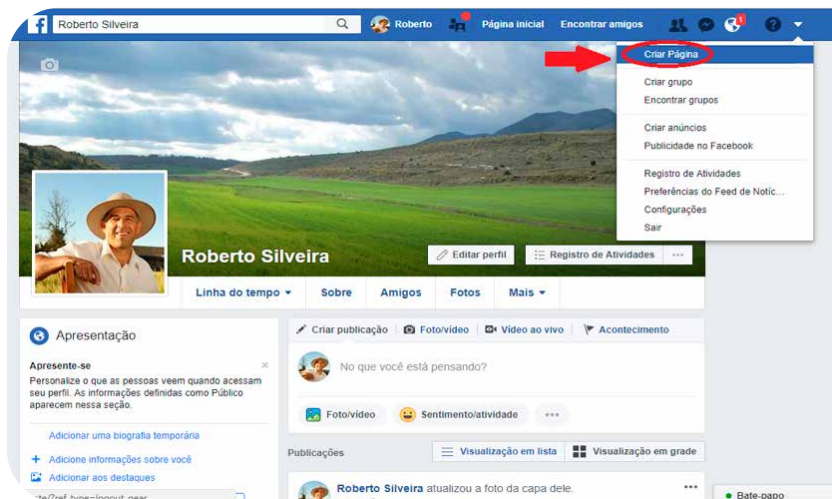 f
Roberto Silveira
Roberto
Página inicial
Encontrar amigos
1
?
Criar Página
Criar grupo
Encontrar grupos
Criar anúncios
Publicidade no Facebook
Registro de Atividades
Preferências do Feed de Notíc...
Configurações
Sair
Roberto Silveira
Editar perfil
Registro de Atividades
...
Linha do tempo
Sobre
Amigos
Fotos
Mais
Apresentação
Apresente-se
Personalize o que as pessoas veem quando acessam
seu perfil. As informações definidas como Público
aparecem nessa seção.
Adicionar uma biografia temporária
+ Adicione informações sobre você
Adicionar aos destaques
Criar publicação
Foto/vídeo
Vídeo ao vivo
Acontecimento
No que você está pensando?
Foto/vídeo
Sentimento/atividade
...
Publicações
Visualização em lista
Visualização em grade
Roberto Silveira atualizou a foto da capa dele.
...
Bate-papo